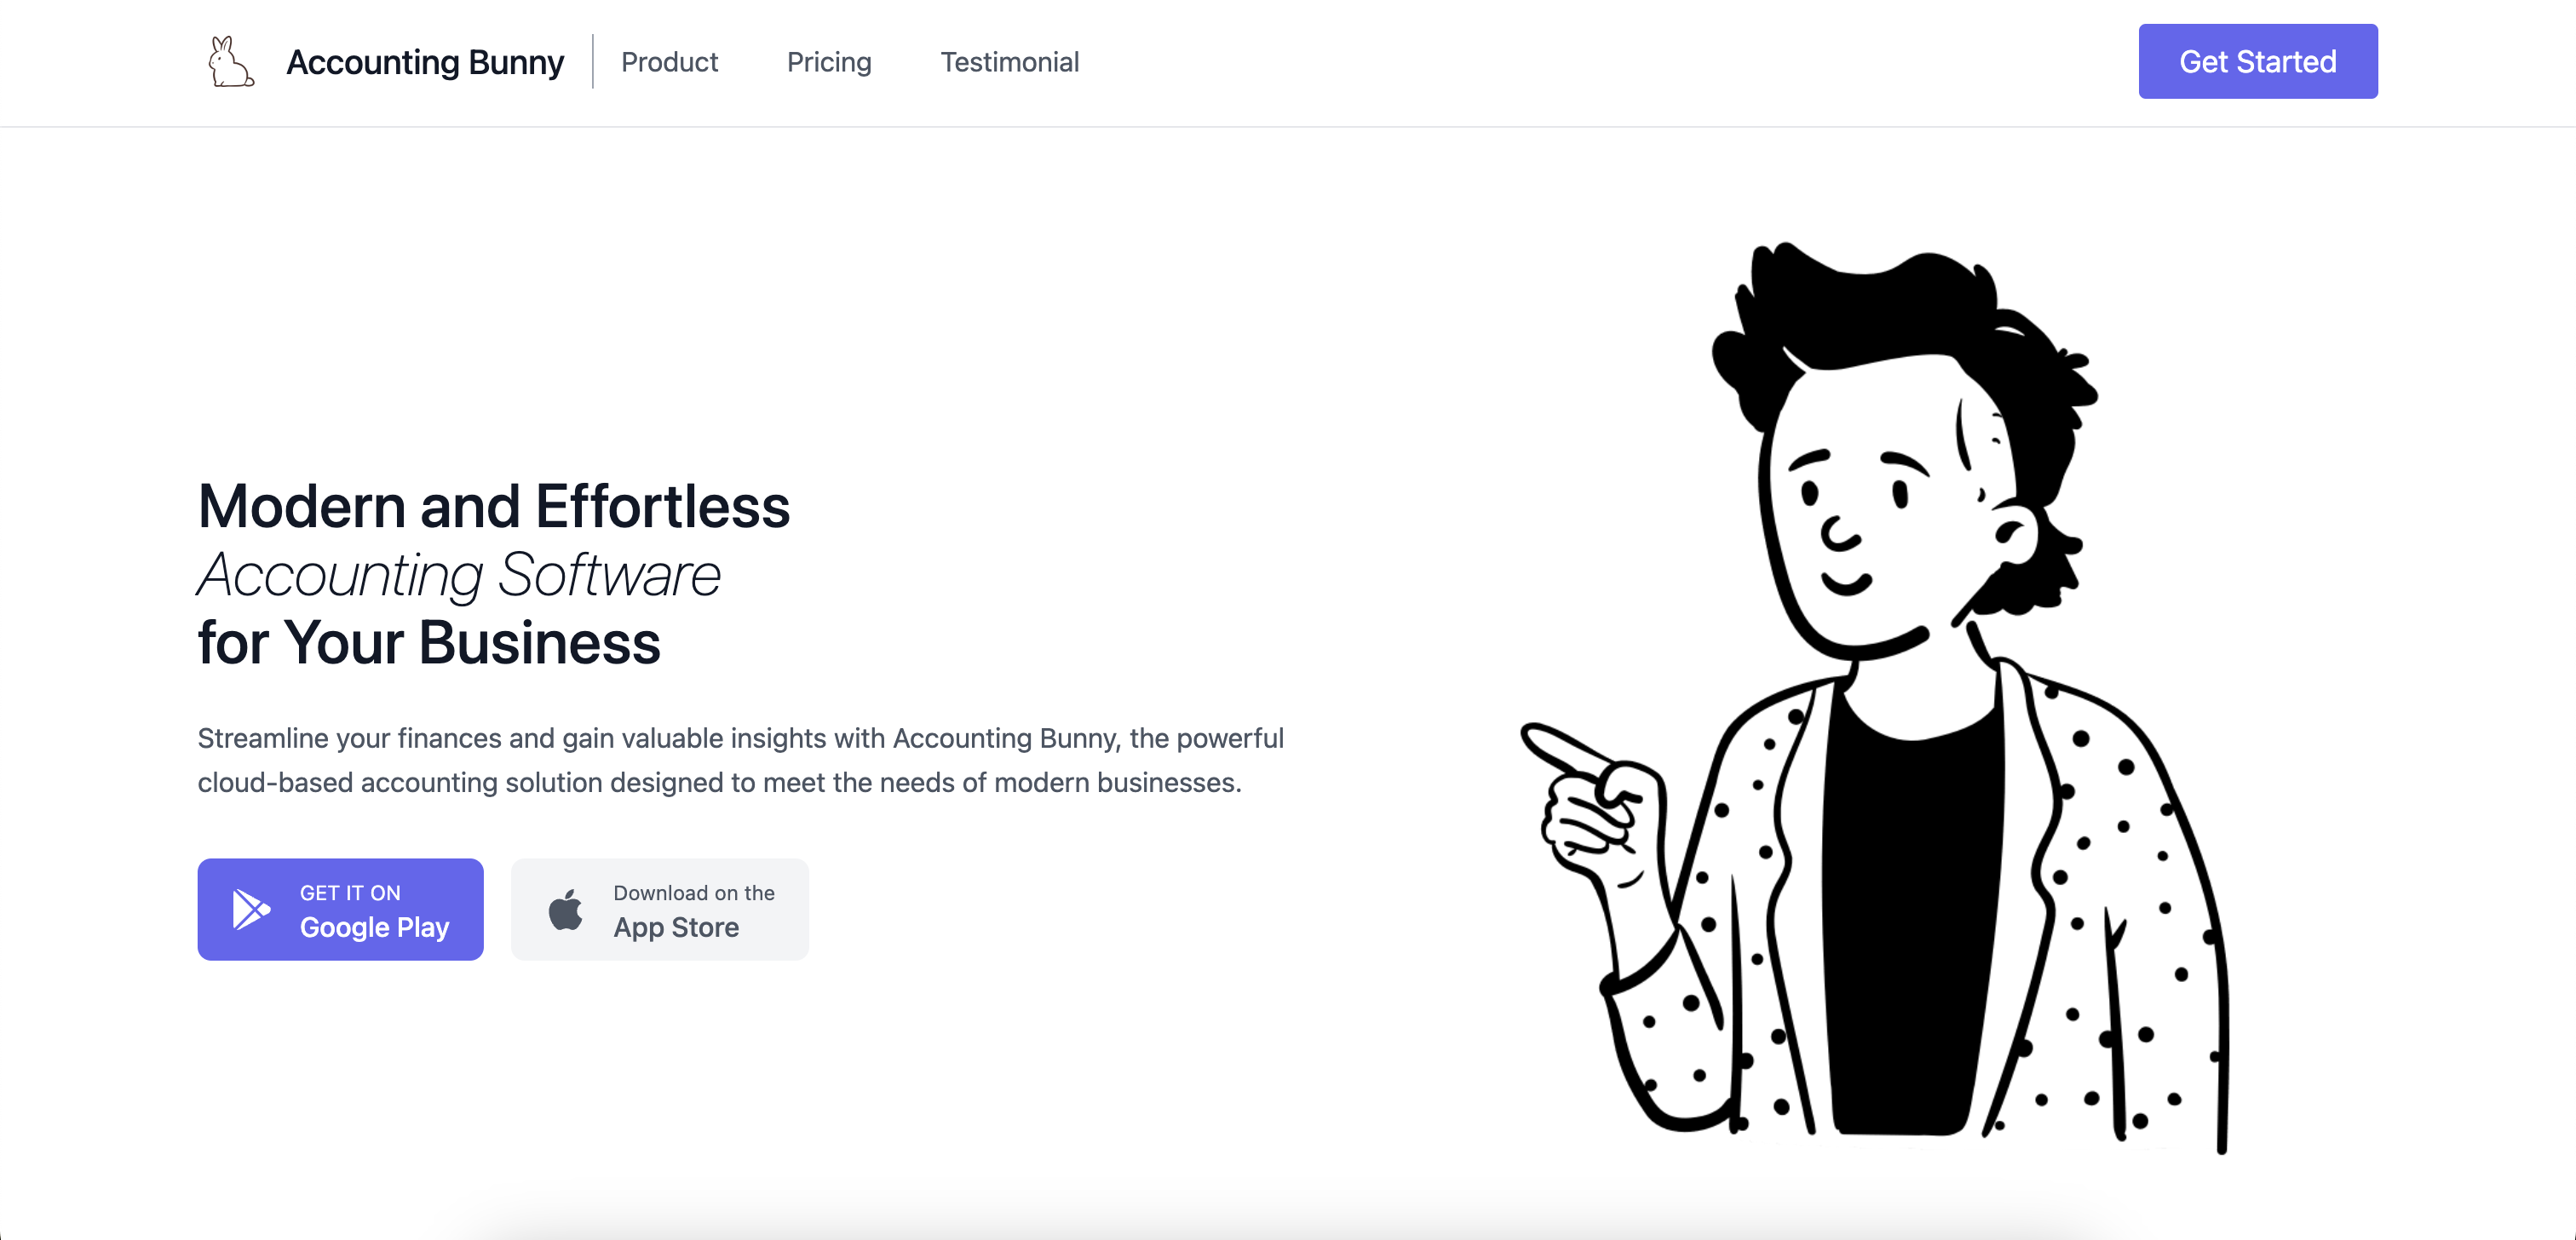 Accounting Bunny
Product
Pricing
Testimonial
Get Started
Modern and Effortless
Accounting Software
for Your Business
Streamline your finances and gain valuable insights with Accounting Bunny, the powerful
cloud-based accounting solution designed to meet the needs of modern businesses.
GET IT ON
Google Play
Download on the
App Store